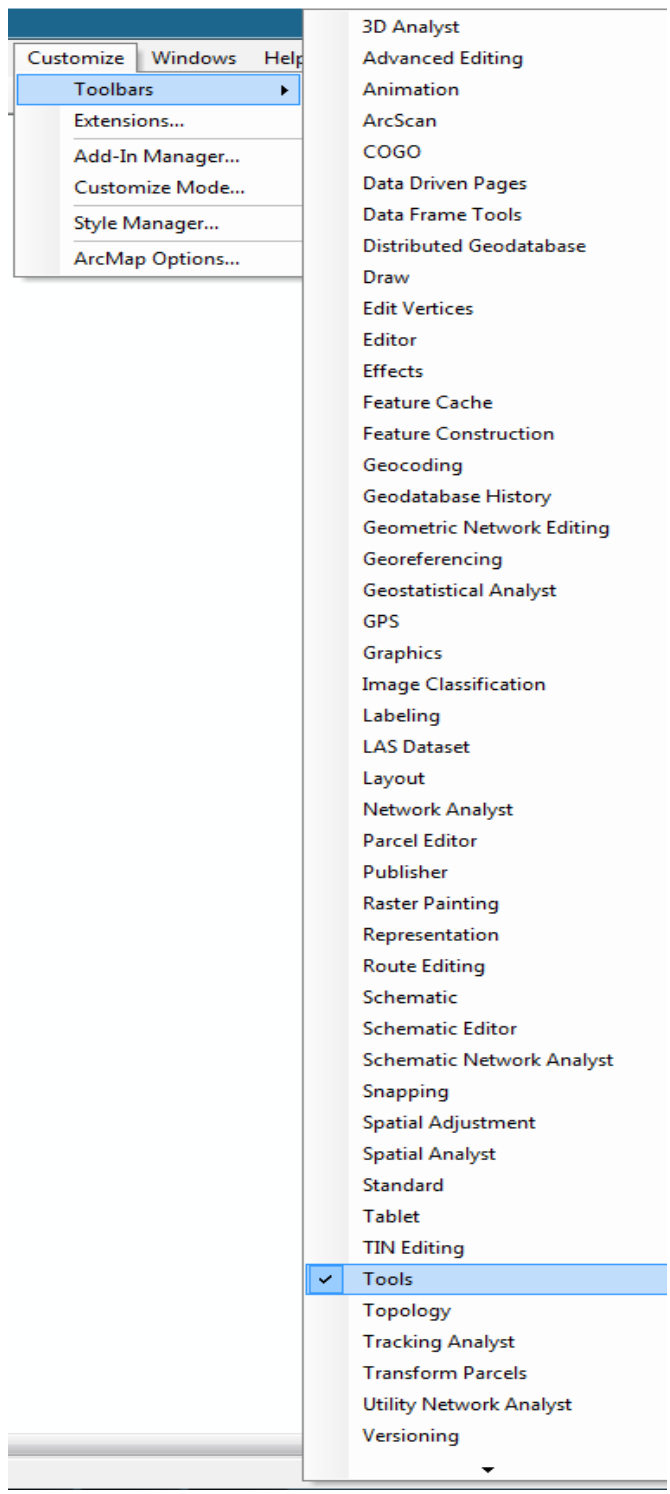 Customize Windows Help
Toolbars
Extensions...
Add-In Manager...
Customize Mode...
Style Manager...
ArcMap Options...
3D Analyst
Advanced Editing
Animation
ArcScan
COGO
Data Driven Pages
Data Frame Tools
Distributed Geodatabase
Draw
Edit Vertices
Editor
Effects
Feature Cache
Feature Construction
Geocoding
Geodatabase History
Geometric Network Editing
Georeferencing
Geostatistical Analyst
GPS
Graphics
Image Classification
Labeling
LAS Dataset
Layout
Network Analyst
Parcel Editor
Publisher
Raster Painting
Representation
Route Editing
Schematic
Schematic Editor
Schematic Network Analyst
Snapping
Spatial Adjustment
Spatial Analyst
Standard
Tablet
TIN Editing
Tools
Topology
Tracking Analyst
Transform Parcels
Utility Network Analyst
Versioning